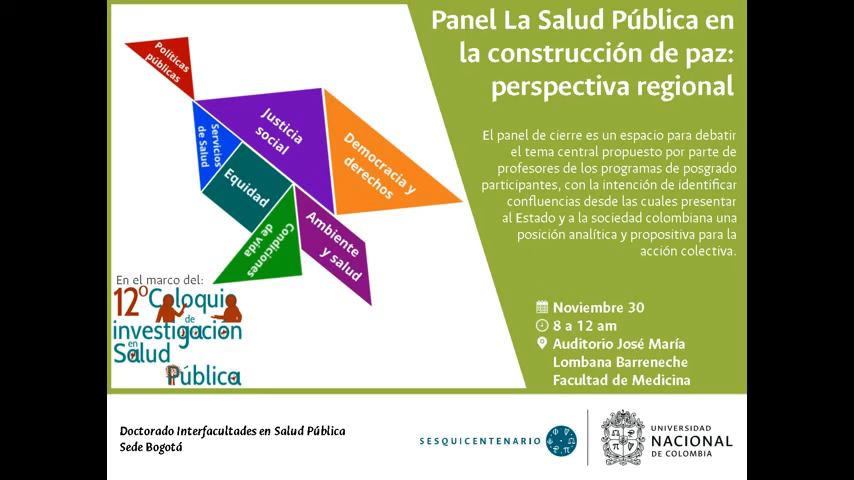 Panel La Salud Pública en
la construcción de paz:
perspectiva regional
El panel de cierre es un espacio para debatir
el tema central propuesto por parte de
profesores de los programas de posgrado
participantes, con la intención de identificar
confluencias desde las cuales presentar
al Estado y a la sociedad colombiana una
posición analítica y propositiva para la
acción colectiva.
Políticas
públicas
Justicia
social
Democracia y
derechos
Servicios
de Salud
Equidad
Condiciones
de vida
Ambiente
y salud
En el marco del:
12º Coloquio
de
investigación
en
Salud
Pública
Noviembre 30
8 a 12 am
Auditorio José María
Lombana Barreneche
Facultad de Medicina
Doctorado Interfacultades en Salud Pública
Sede Bogotá
SESQUICENTENARIO
UNIVERSIDAD
NACIONAL
DE COLOMBIA